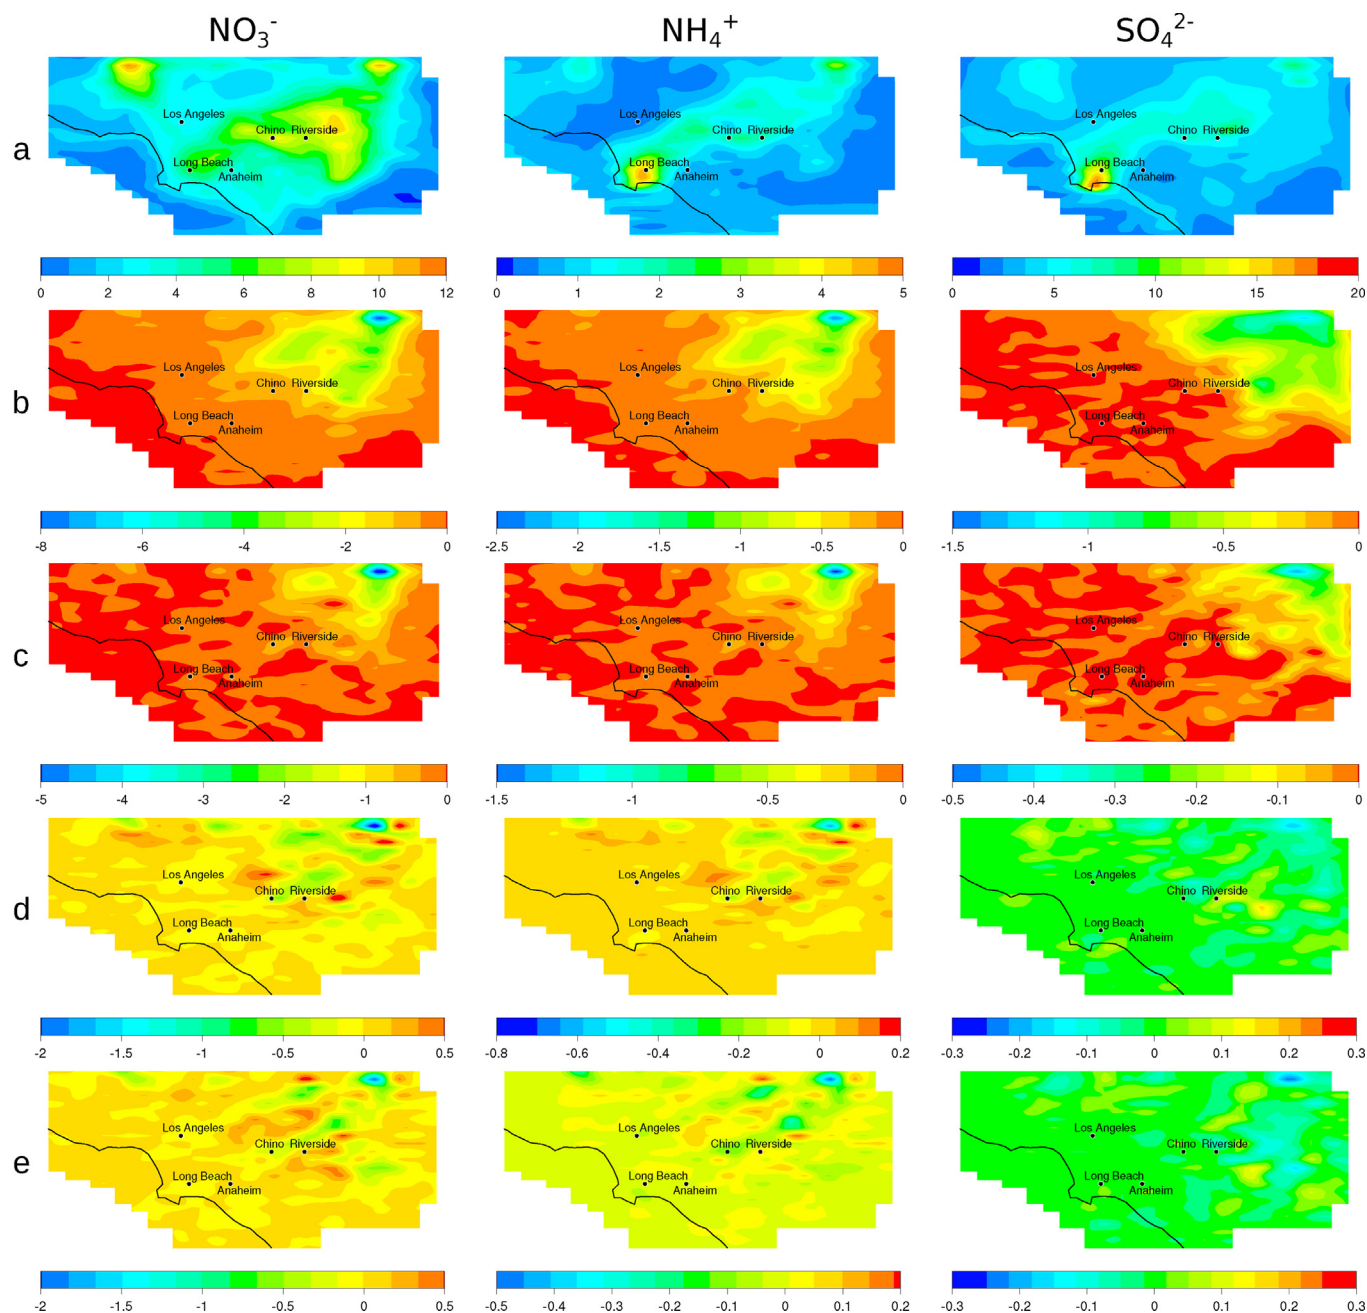 NO₃⁻ NH₄⁺ SO₄²⁻
a
Los Angeles Chino Riverside Long Beach Anaheim
Los Angeles Chino Riverside Long Beach Anaheim
Los Angeles Chino Riverside Long Beach Anaheim
0 2 4 6 8 10 12
0 1 2 3 4 5
0 5 10 15 20
b
Los Angeles Chino Riverside Long Beach Anaheim
Los Angeles Chino Riverside Long Beach Anaheim
Los Angeles Chino Riverside Long Beach Anaheim
-8 -6 -4 -2 0
-2.5 -2 -1.5 -1 -0.5 0
-1.5 -1 -0.5 0
c
Los Angeles Chino Riverside Long Beach Anaheim
Los Angeles Chino Riverside Long Beach Anaheim
Los Angeles Chino Riverside Long Beach Anaheim
-5 -4 -3 -2 -1 0
-1.5 -1 -0.5 0
-0.5 -0.4 -0.3 -0.2 -0.1 0
d
Los Angeles Chino Riverside Long Beach Anaheim
Los Angeles Chino Riverside Long Beach Anaheim
Los Angeles Chino Riverside Long Beach Anaheim
-2 -1.5 -1 -0.5 0 0.5
-0.8 -0.6 -0.4 -0.2 0 0.2
-0.3 -0.2 -0.1 0 0.1 0.2 0.3
e
Los Angeles Chino Riverside Long Beach Anaheim
Los Angeles Chino Riverside Long Beach Anaheim
Los Angeles Chino Riverside Long Beach Anaheim
-2 -1.5 -1 -0.5 0 0.5
-0.5 -0.4 -0.3 -0.2 -0.1 0 0.1 0.2
-0.3 -0.2 -0.1 0 0.1 0.2 0.3